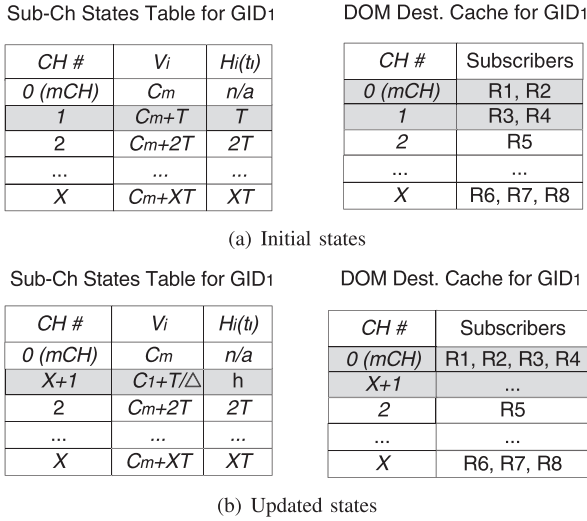 Sub-Ch States Table for GID1
CH # Vi Hi(tl)
0 (mCH) Cm n/a
1 Cm+T T
2 Cm+2T 2T
... ... ...
X Cm+XT XT
DOM Dest. Cache for GID1
CH # Subscribers
0 (mCH) R1, R2
1 R3, R4
2 R5
... ...
X R6, R7, R8
(a) Initial states
Sub-Ch States Table for GID1
CH # Vi Hi(tl)
0 (mCH) Cm n/a
X+1 C1+T/△ h
2 Cm+2T 2T
... ... ...
X Cm+XT XT
DOM Dest. Cache for GID1
CH # Subscribers
0 (mCH) R1, R2, R3, R4
X+1 ...
2 R5
... ...
X R6, R7, R8
(b) Updated states